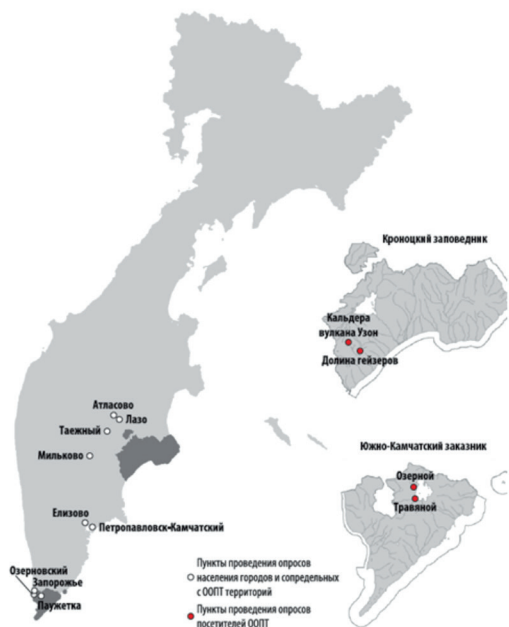 Кроноцкий заповедник
Кальдера
вулкана Узон
Долина гейзеров
Атласово
Лазо
Таежный
Мильково
Южно-Камчатский заказник
Озерной
Травяной
Елизово
Петропавловск-Камчатский
Озерновский
Запорожье
Паужетка
Пункты проведения опросов
населения городов и сопредельных
с ООПТ территорий
Пункты проведения опросов
посетителей ООПТ